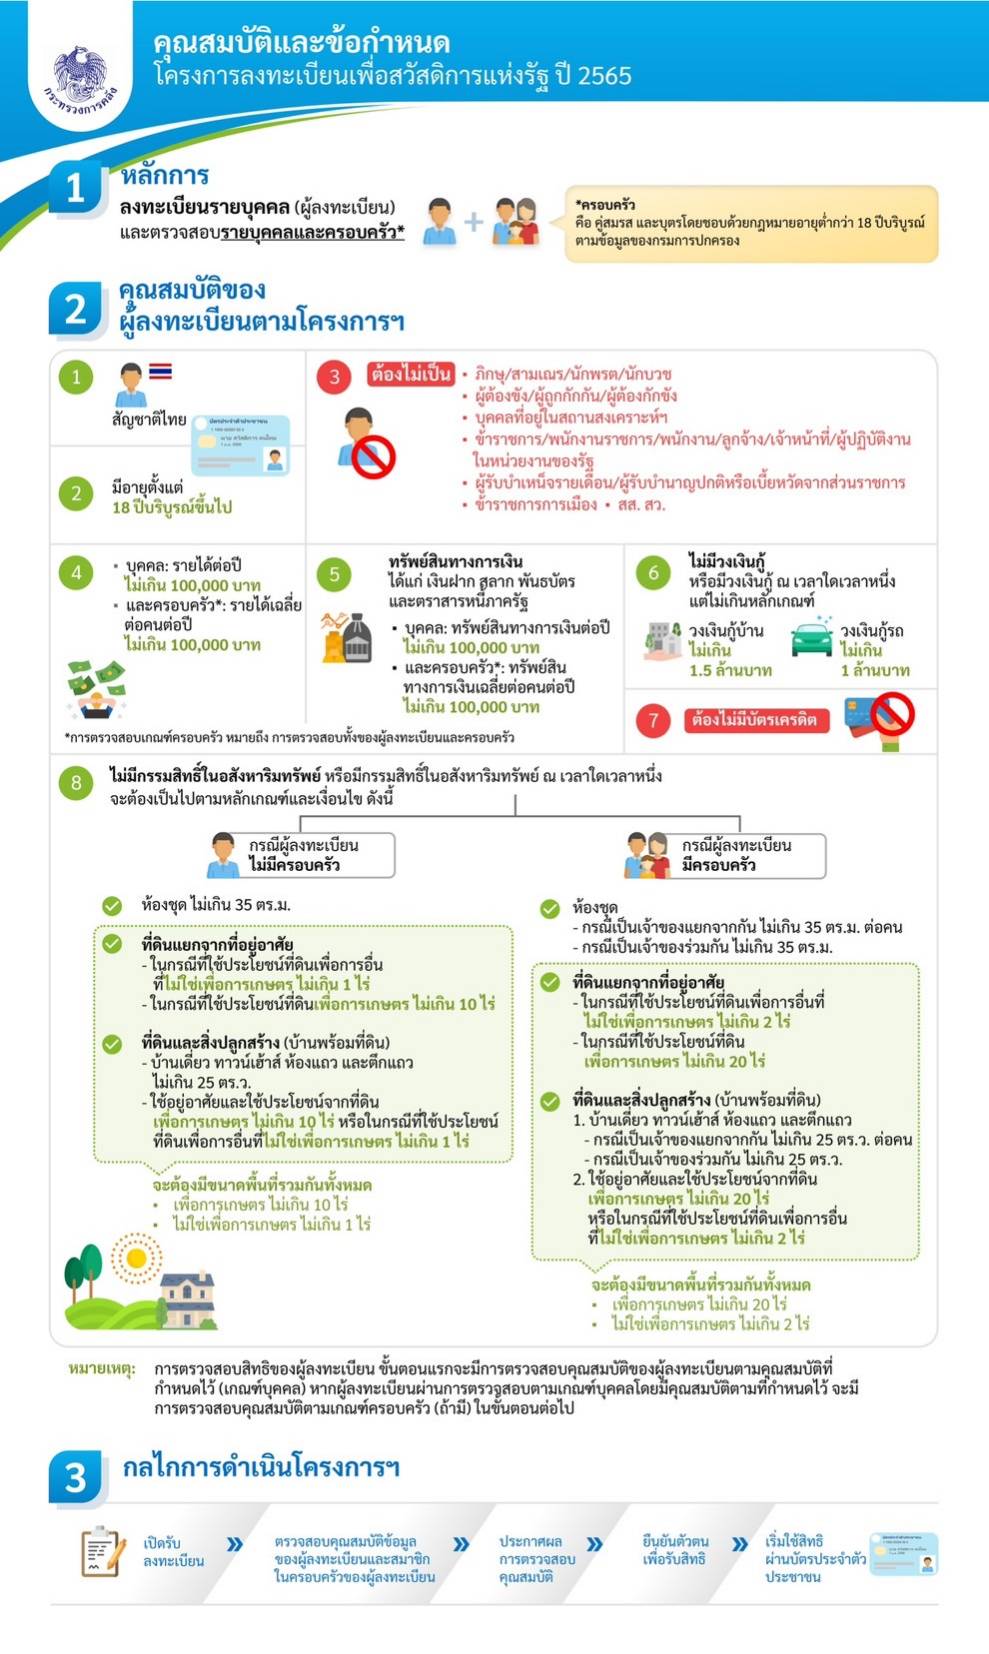 กระทรวงการคลัง
คุณสมบัติและข้อกำหนด
โครงการลงทะเบียนเพื่อสวัสดิการแห่งรัฐ ปี 2565
1
หลักการ
ลงทะเบียนรายบุคคล (ผู้ลงทะเบียน)
และตรวจสอบรายบุคคลและครอบครัว*
+
*ครอบครัว
คือ คู่สมรส และบุตรโดยชอบด้วยกฎหมายอายุต่ำกว่า 18 ปีบริบูรณ์
ตามข้อมูลของกรมการปกครอง
2
คุณสมบัติของ
ผู้ลงทะเบียนตามโครงการฯ
1
สัญชาติไทย
บัตรประจำตัวประชาชน
นาย สวัสดิการ คนไทย
2
มีอายุตั้งแต่
18 ปีบริบูรณ์ขึ้นไป
3
ต้องไม่เป็น
• ภิกษุ/สามเณร/นักพรต/นักบวช
• ผู้ต้องขัง/ผู้ถูกกักกัน/ผู้ต้องกักขัง
• บุคคลที่อยู่ในสถานสงเคราะห์ฯ
• ข้าราชการ/พนักงานราชการ/พนักงาน/ลูกจ้าง/เจ้าหน้าที่/ผู้ปฏิบัติงาน
ในหน่วยงานของรัฐ
• ผู้รับบำเหน็จรายเดือน/ผู้รับบำนาญปกติหรือเบี้ยหวัดจากส่วนราชการ
• ข้าราชการการเมือง • สส. สว.
4
• บุคคล: รายได้ต่อปี
ไม่เกิน 100,000 บาท
• และครอบครัว*: รายได้เฉลี่ย
ต่อคนต่อปี
ไม่เกิน 100,000 บาท
5
ทรัพย์สินทางการเงิน
ได้แก่ เงินฝาก สลาก พันธบัตร
และตราสารหนี้ภาครัฐ
• บุคคล: ทรัพย์สินทางการเงินต่อปี
ไม่เกิน 100,000 บาท
• และครอบครัว*: ทรัพย์สิน
ทางการเงินเฉลี่ยต่อคนต่อปี
ไม่เกิน 100,000 บาท
*การตรวจสอบเกณฑ์ครอบครัว หมายถึง การตรวจสอบทั้งของผู้ลงทะเบียนและครอบครัว
6
ไม่มีวงเงินกู้
หรือมีวงเงินกู้ ณ เวลาใดเวลาหนึ่ง
แต่ไม่เกินหลักเกณฑ์
วงเงินกู้บ้าน
ไม่เกิน
1.5 ล้านบาท
วงเงินกู้รถ
ไม่เกิน
1 ล้านบาท
7
ต้องไม่มีบัตรเครดิต
8
ไม่มีกรรมสิทธิ์ในอสังหาริมทรัพย์ หรือมีกรรมสิทธิ์ในอสังหาริมทรัพย์ ณ เวลาใดเวลาหนึ่ง
จะต้องเป็นไปตามหลักเกณฑ์และเงื่อนไข ดังนี้
กรณีผู้ลงทะเบียน
ไม่มีครอบครัว
ห้องชุด ไม่เกิน 35 ตร.ม.
ที่ดินแยกจากที่อยู่อาศัย
- ในกรณีที่ใช้ประโยชน์ที่ดินเพื่อการอื่น
ที่ไม่ใช่เพื่อการเกษตร ไม่เกิน 1 ไร่
- ในกรณีที่ใช้ประโยชน์ที่ดินเพื่อการเกษตร ไม่เกิน 10 ไร่
ที่ดินและสิ่งปลูกสร้าง (บ้านพร้อมที่ดิน)
- บ้านเดี่ยว ทาวน์เฮ้าส์ ห้องแถว และตึกแถว
ไม่เกิน 25 ตร.ว.
- ใช้อยู่อาศัยและใช้ประโยชน์จากที่ดิน
เพื่อการเกษตร ไม่เกิน 10 ไร่ หรือในกรณีที่ใช้ประโยชน์
ที่ดินเพื่อการอื่นที่ไม่ใช่เพื่อการเกษตร ไม่เกิน 1 ไร่
จะต้องมีขนาดพื้นที่รวมกันทั้งหมด
• เพื่อการเกษตร ไม่เกิน 10 ไร่
• ไม่ใช่เพื่อการเกษตร ไม่เกิน 1 ไร่
กรณีผู้ลงทะเบียน
มีครอบครัว
ห้องชุด
- กรณีเป็นเจ้าของแยกจากกัน ไม่เกิน 35 ตร.ม. ต่อคน
- กรณีเป็นเจ้าของร่วมกัน ไม่เกิน 35 ตร.ม.
ที่ดินแยกจากที่อยู่อาศัย
- ในกรณีที่ใช้ประโยชน์ที่ดินเพื่อการอื่นที่
ไม่ใช่เพื่อการเกษตร ไม่เกิน 2 ไร่
- ในกรณีที่ใช้ประโยชน์ที่ดิน
เพื่อการเกษตร ไม่เกิน 20 ไร่
ที่ดินและสิ่งปลูกสร้าง (บ้านพร้อมที่ดิน)
1. บ้านเดี่ยว ทาวน์เฮ้าส์ ห้องแถว และตึกแถว
- กรณีเป็นเจ้าของแยกจากกัน ไม่เกิน 25 ตร.ว. ต่อคน
- กรณีเป็นเจ้าของร่วมกัน ไม่เกิน 25 ตร.ว.
2. ใช้อยู่อาศัยและใช้ประโยชน์จากที่ดิน
เพื่อการเกษตร ไม่เกิน 20 ไร่
หรือในกรณีที่ใช้ประโยชน์ที่ดินเพื่อการอื่น
ที่ไม่ใช่เพื่อการเกษตร ไม่เกิน 2 ไร่
จะต้องมีขนาดพื้นที่รวมกันทั้งหมด
• เพื่อการเกษตร ไม่เกิน 20 ไร่
• ไม่ใช่เพื่อการเกษตร ไม่เกิน 2 ไร่
หมายเหตุ: การตรวจสอบสิทธิของผู้ลงทะเบียน ขั้นตอนแรกจะมีการตรวจสอบคุณสมบัติของผู้ลงทะเบียนตามคุณสมบัติที่
กำหนดไว้ (เกณฑ์บุคคล) หากผู้ลงทะเบียนผ่านการตรวจสอบตามเกณฑ์บุคคลโดยมีคุณสมบัติตามที่กำหนดไว้ จะมี
การตรวจสอบคุณสมบัติตามเกณฑ์ครอบครัว (ถ้ามี) ในขั้นตอนต่อไป
3
กลไกการดำเนินโครงการฯ
เปิดรับ
ลงทะเบียน
ตรวจสอบคุณสมบัติข้อมูล
ของผู้ลงทะเบียนและสมาชิก
ในครอบครัวของผู้ลงทะเบียน
ประกาศผล
การตรวจสอบ
คุณสมบัติ
ยืนยันตัวตน
เพื่อรับสิทธิ
เริ่มใช้สิทธิ
ผ่านบัตรประจำตัว
ประชาชน